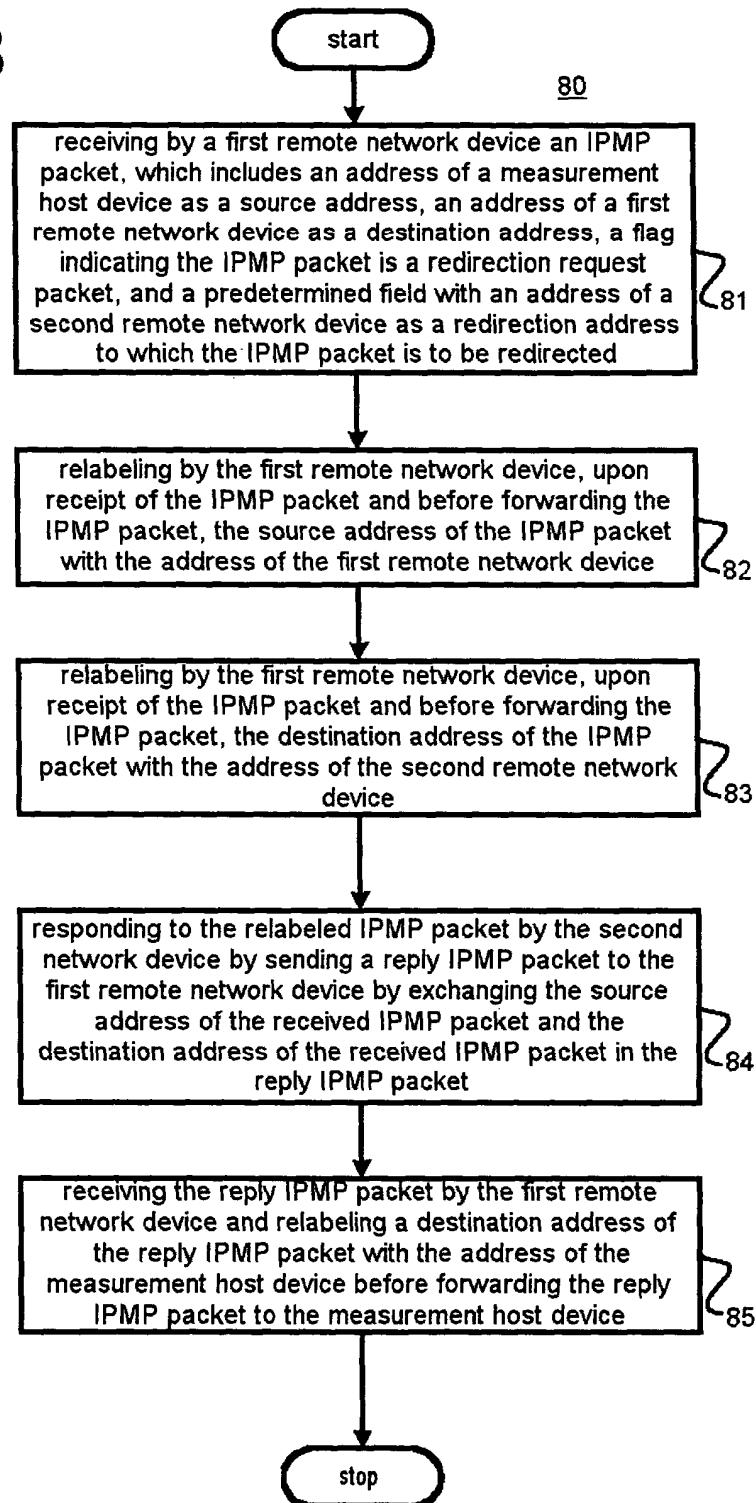 start
80
receiving by a first remote network device an IPMP
packet, which includes an address of a measurement
host device as a source address, an address of a first
remote network device as a destination address, a flag
indicating the IPMP packet is a redirection request
packet, and a predetermined field with an address of a
second remote network device as a redirection address
to which the IPMP packet is to be redirected
81
relabeling by the first remote network device, upon
receipt of the IPMP packet and before forwarding the
IPMP packet, the source address of the IPMP packet
with the address of the first remote network device
82
relabeling by the first remote network device, upon
receipt of the IPMP packet and before forwarding the
IPMP packet, the destination address of the IPMP
packet with the address of the second remote network
device
83
responding to the relabeled IPMP packet by the second
network device by sending a reply IPMP packet to the
first remote network device by exchanging the source
address of the received IPMP packet and the
destination address of the received IPMP packet in the
reply IPMP packet
84
receiving the reply IPMP packet by the first remote
network device and relabeling a destination address of
the reply IPMP packet with the address of the
measurement host device before forwarding the reply
IPMP packet to the measurement host device
85
stop